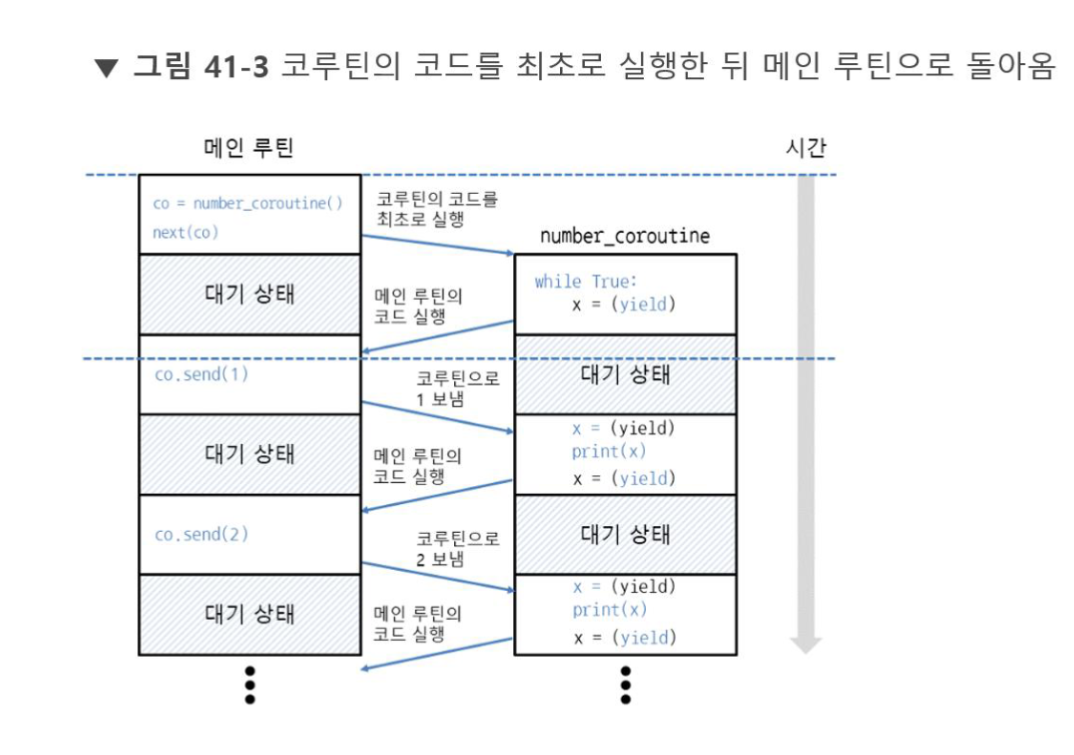 ▼ 그림 41-3 코루틴의 코드를 최초로 실행한 뒤 메인 루틴으로 돌아옴
메인 루틴
시간
co = number_coroutine()
next(co)
코루틴의 코드를
최초로 실행
number_coroutine
while True:
x = (yield)
대기 상태
메인 루틴의
코드 실행
co.send(1)
코루틴으로
1 보냄
대기 상태
x = (yield)
print(x)
x = (yield)
대기 상태
메인 루틴의
코드 실행
co.send(2)
코루틴으로
2 보냄
대기 상태
x = (yield)
print(x)
x = (yield)
대기 상태
메인 루틴의
코드 실행